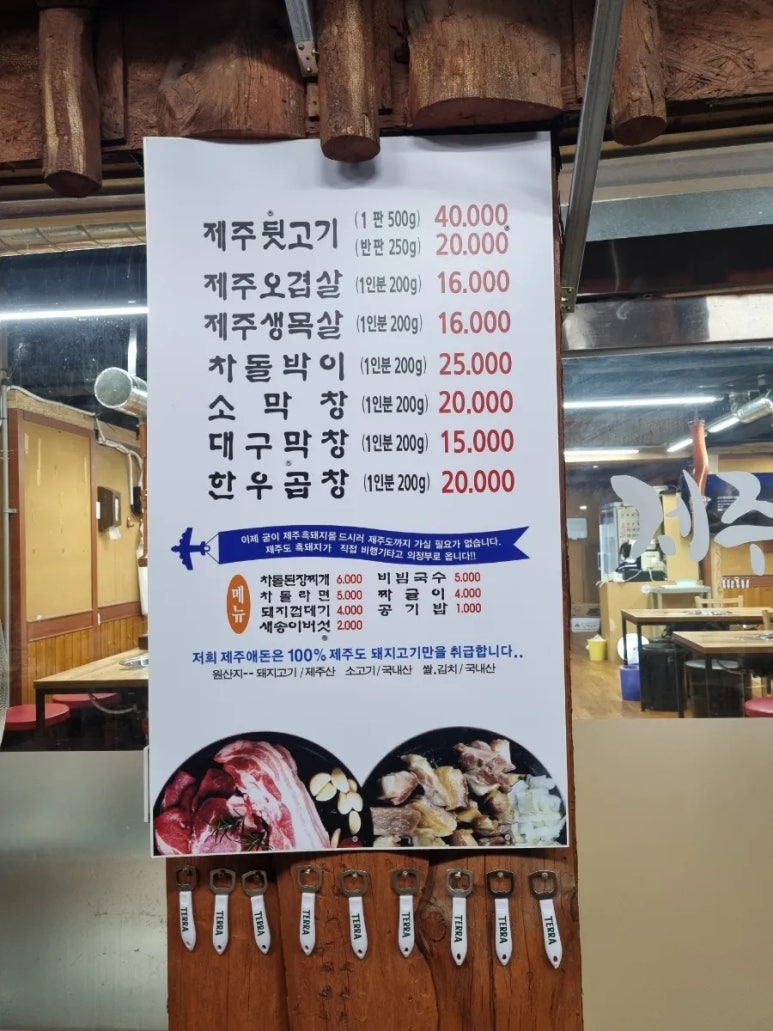 제주뒷고기 (1 판 500g) 40.000
(반판 250g) 20.000
제주오겹살 (1인분 200g) 16.000
제주생목살 (1인분 200g) 16.000
차돌박이 (1인분 200g) 25.000
소막창 (1인분 200g) 20.000
대구막창 (1인분 200g) 15.000
한우곱창 (1인분 200g) 20.000
이제 굳이 제주흑돼지를 드시러 제주도까지 가실 필요가 없습니다.
제주도 흑돼지가 직접 비행기타고 의정부로 옵니다!!
메뉴
차돌된장찌개 6.000 비빔국수 5.000
차돌라면 5.000 짜글이 4.000
돼지껍데기 4.000 공기밥 1.000
새송이버섯 2.000
저희 제주애돈은 100% 제주도 돼지고기만을 취급합니다..
원산지-- 돼지고기/제주산 소고기/국내산 쌀,김치/국내산
제주
TERRA TERRA TERRA TERRA TERRA TERRA TERRA TERRA TERRA